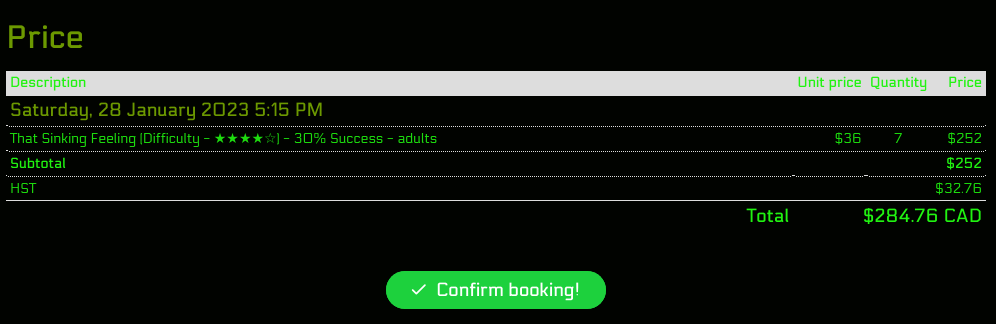 Price
Description Unit price Quantity Price
Saturday, 28 January 2023 5:15 PM
That Sinking Feeling (Difficulty - ★★★★☆) - 30% Success - adults $36 7 $252
Subtotal $252
HST $32.76
Total $284.76 CAD
✓ Confirm booking!